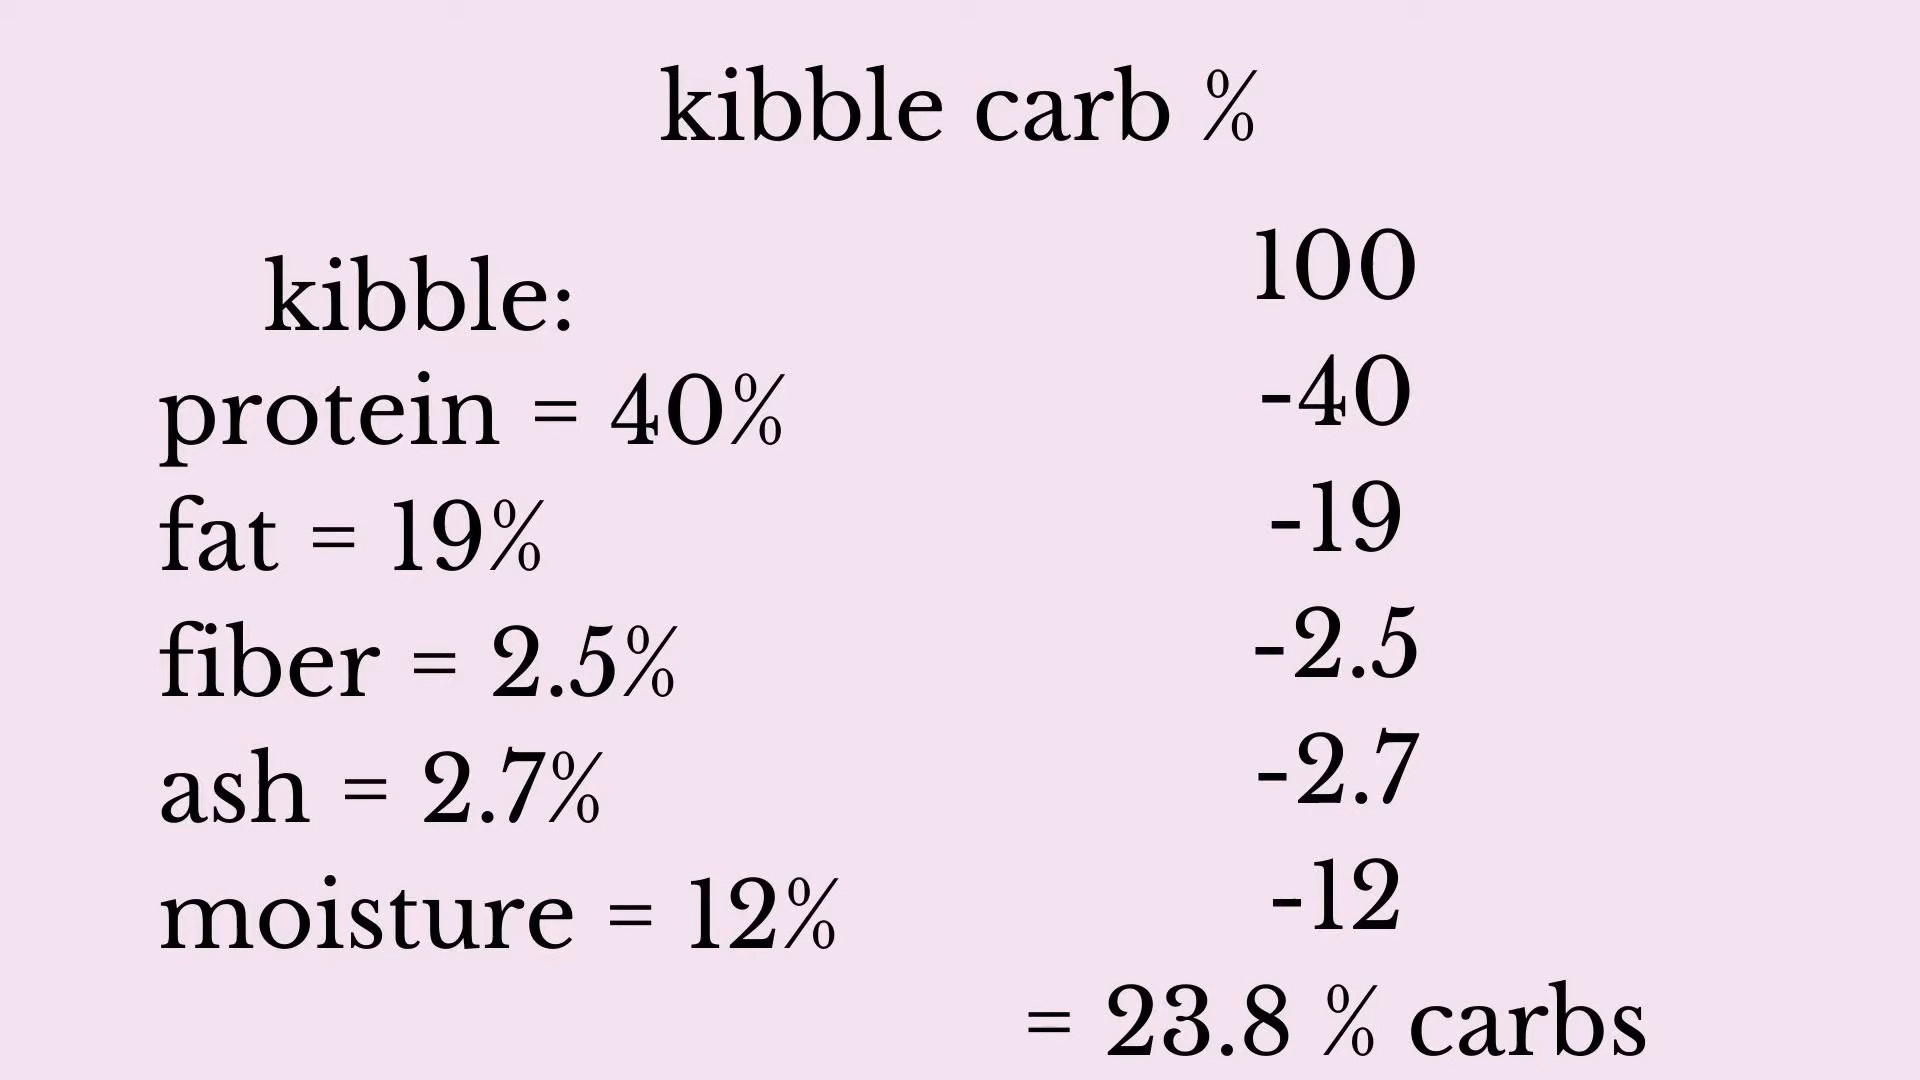 kibble carb %
kibble:
protein = 40%
fat = 19%
fiber = 2.5%
ash = 2.7%
moisture = 12%
100
-40
-19
-2.5
-2.7
-12
= 23.8 % carbs